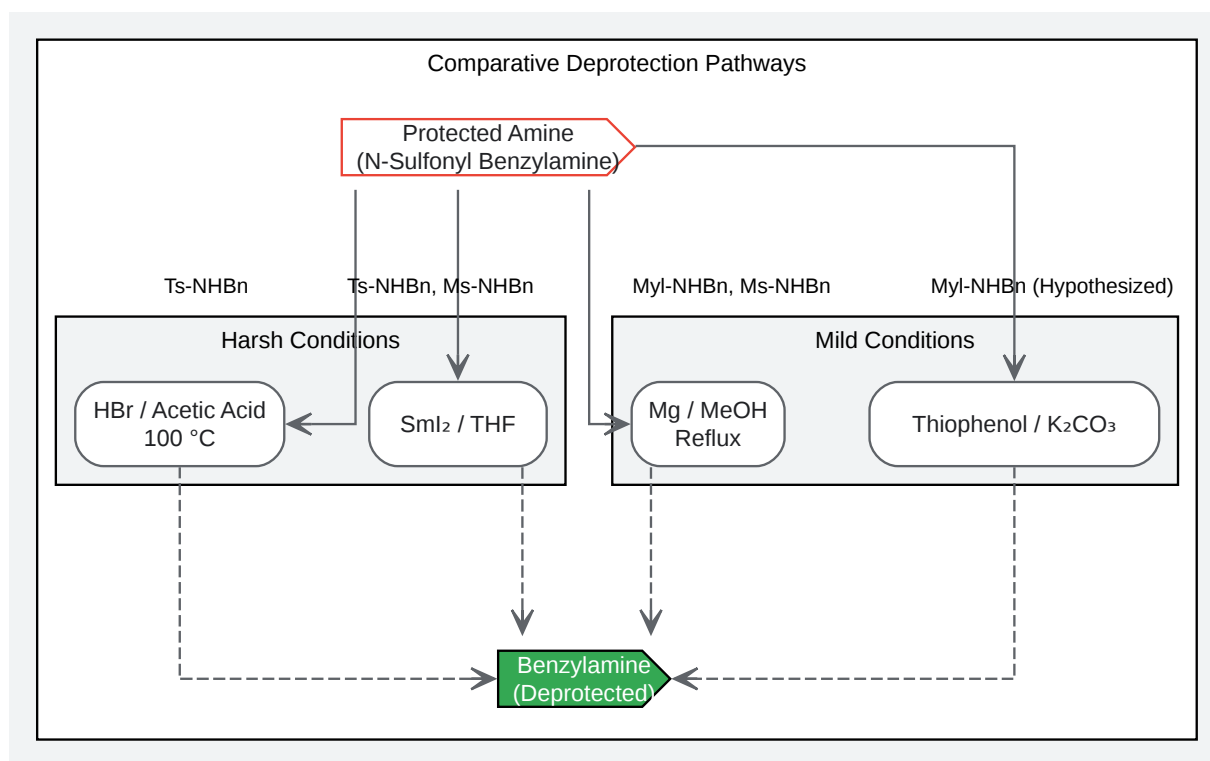 Comparative Deprotection Pathways
Protected Amine
(N-Sulfonyl Benzylamine)
Ts-NHBn
Ts-NHBn, Ms-NHBn
Myl-NHBn, Ms-NHBn
Myl-NHBn (Hypothesized)
Harsh Conditions
Mild Conditions
HBr / Acetic Acid
100 °C
SmI₂ / THF
Mg / MeOH
Reflux
Thiophenol / K₂CO₃
Benzylamine
(Deprotected)